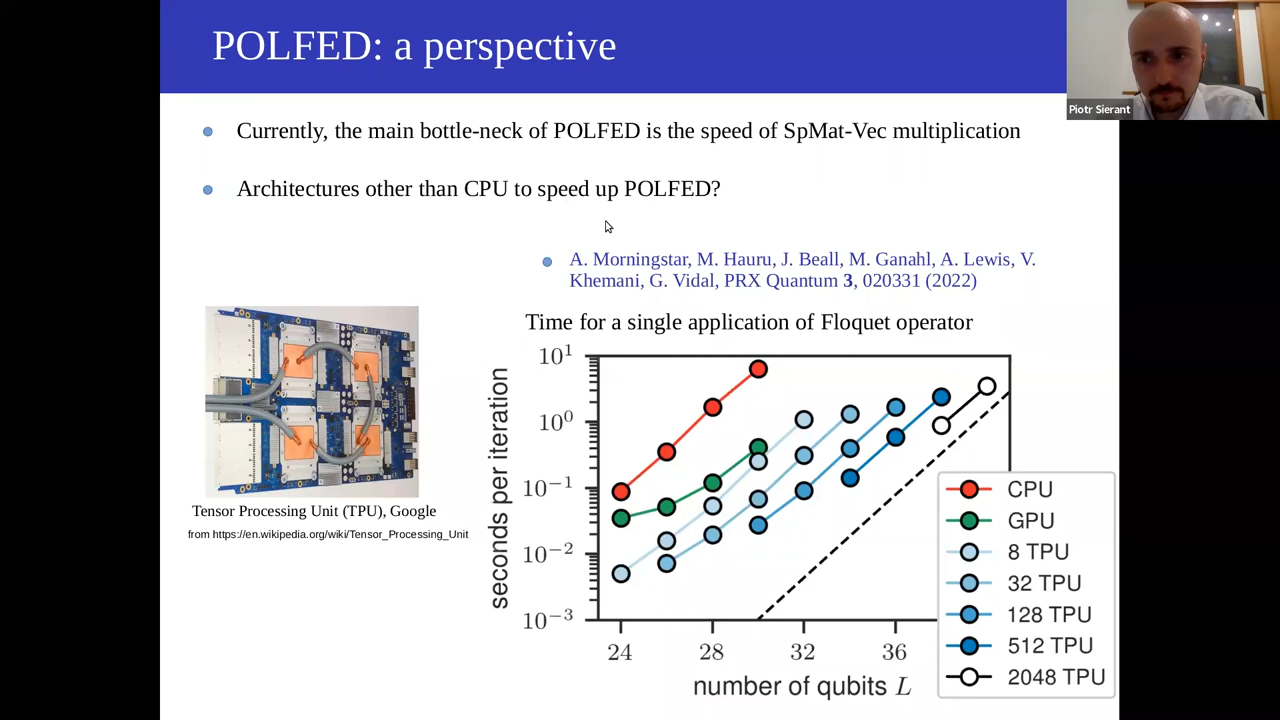 POLFED: a perspective
Piotr Sierant
Currently, the main bottle-neck of POLFED is the speed of SpMat-Vec multiplication
Architectures other than CPU to speed up POLFED?
A. Morningstar, M. Hauru, J. Beall, M. Ganahl, A. Lewis, V.
Khemani, G. Vidal, PRX Quantum 3, 020331 (2022)
Tensor Processing Unit (TPU), Google
from https://en.wikipedia.org/wiki/Tensor_Processing_Unit
Time for a single application of Floquet operator
seconds per iteration
10¹
10⁰
10⁻¹
10⁻²
10⁻³
24 28 32 36
number of qubits L
CPU
GPU
8 TPU
32 TPU
128 TPU
512 TPU
2048 TPU